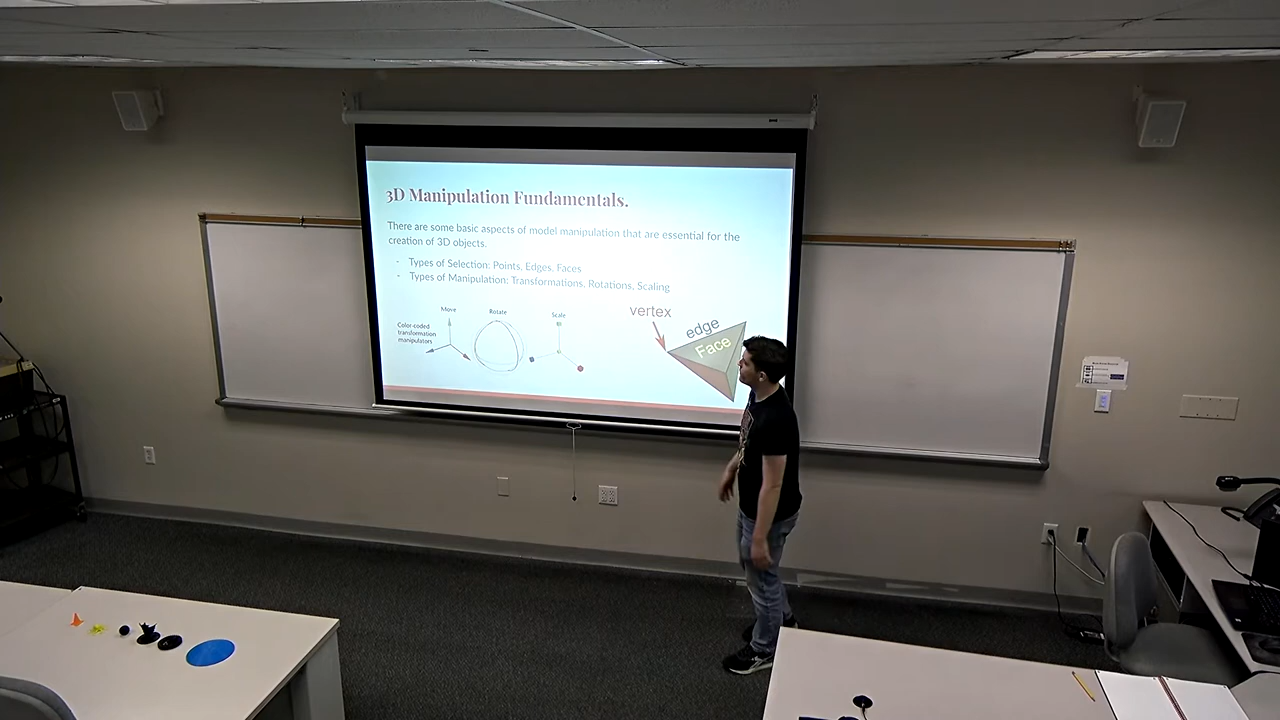 3D Manipulation Fundamentals.
There are some basic aspects of model manipulation that are essential for the
creation of 3D objects.
- Types of Selection: Points, Edges, Faces
- Types of Manipulation: Transformations, Rotations, Scaling
Move
Rotate
Scale
Color-coded
transformation
manipulators
vertex
edge
Face